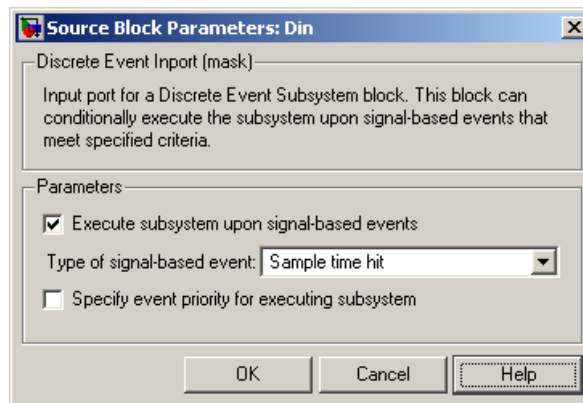 Source Block Parameters: Din
Discrete Event Inport (mask)
Input port for a Discrete Event Subsystem block. This block can
conditionally execute the subsystem upon signal-based events that
meet specified criteria.
Parameters
Execute subsystem upon signal-based events
Type of signal-based event: Sample time hit
Specify event priority for executing subsystem
OK Cancel Help